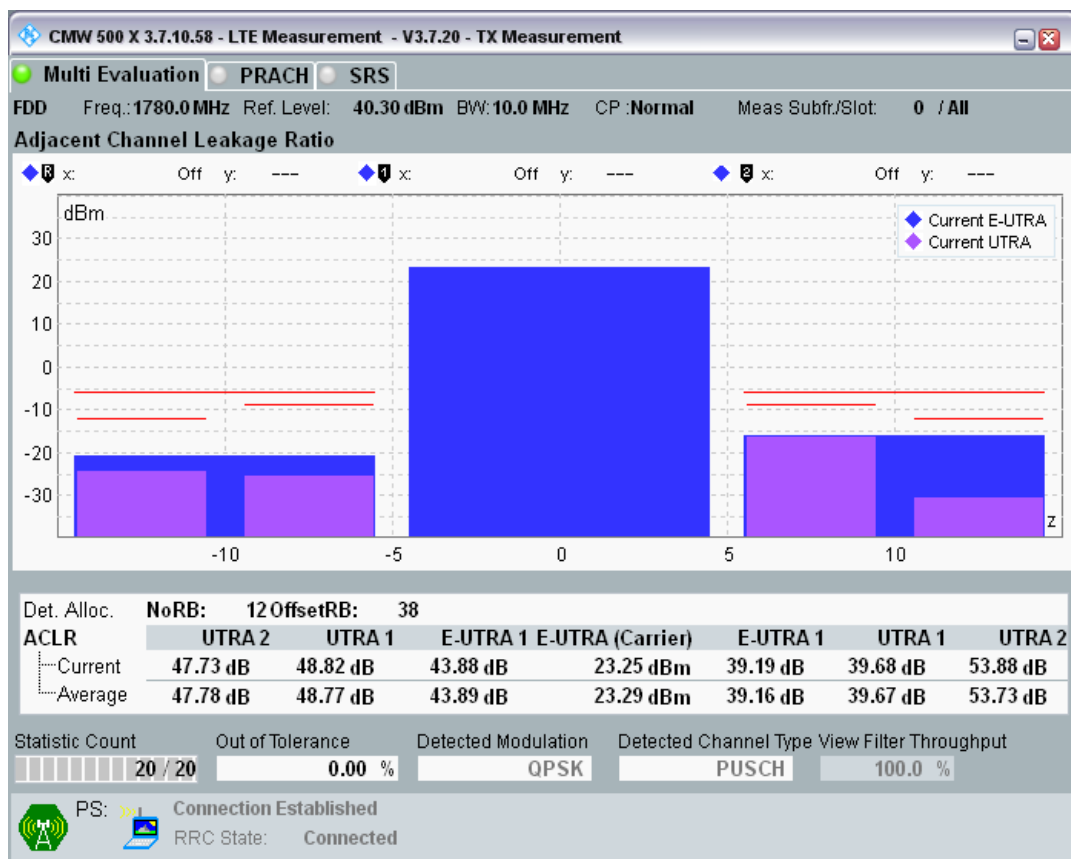 CMW 500 X 3.7.10.58 - LTE Measurement - V3.7.20 - TX Measurement
Multi Evaluation PRACH SRS
FDD Freq.:1780.0 MHz Ref. Level: 40.30 dBm BW:10.0 MHz CP :Normal Meas Subfr./Slot: 0 / All
Adjacent Channel Leakage Ratio
R x: Off y: --- 1 x: Off y: --- 2 x: Off y: ---
dBm
Current E-UTRA
Current UTRA
30
20
10
0
-10
-20
-30
z
-10 -5 0 5 10
Det. Alloc. NoRB: 12 OffsetRB: 38
ACLR UTRA 2 UTRA 1 E-UTRA 1 E-UTRA (Carrier) E-UTRA 1 UTRA 1 UTRA 2
Current 47.73 dB 48.82 dB 43.88 dB 23.25 dBm 39.19 dB 39.68 dB 53.88 dB
Average 47.78 dB 48.77 dB 43.89 dB 23.29 dBm 39.16 dB 39.67 dB 53.73 dB
Statistic Count Out of Tolerance Detected Modulation Detected Channel Type View Filter Throughput
20 / 20 0.00 % QPSK PUSCH 100.0 %
PS: Connection Established
RRC State: Connected